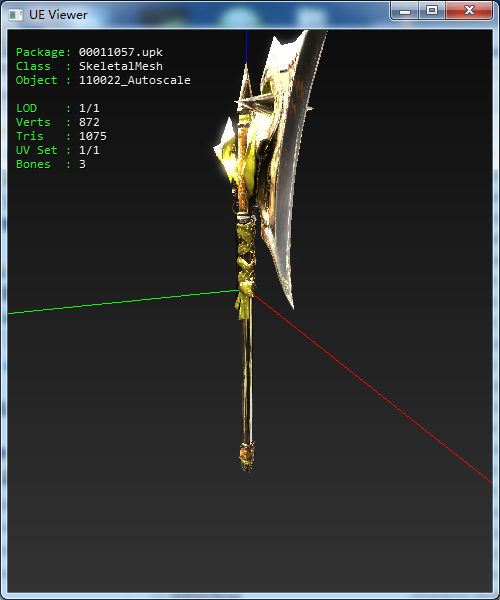 UE Viewer
Package: 00011057.upk
Class : SkeletalMesh
Object : 110022_Autoscale
LOD : 1/1
Verts : 872
Tris : 1075
UV Set : 1/1
Bones : 3